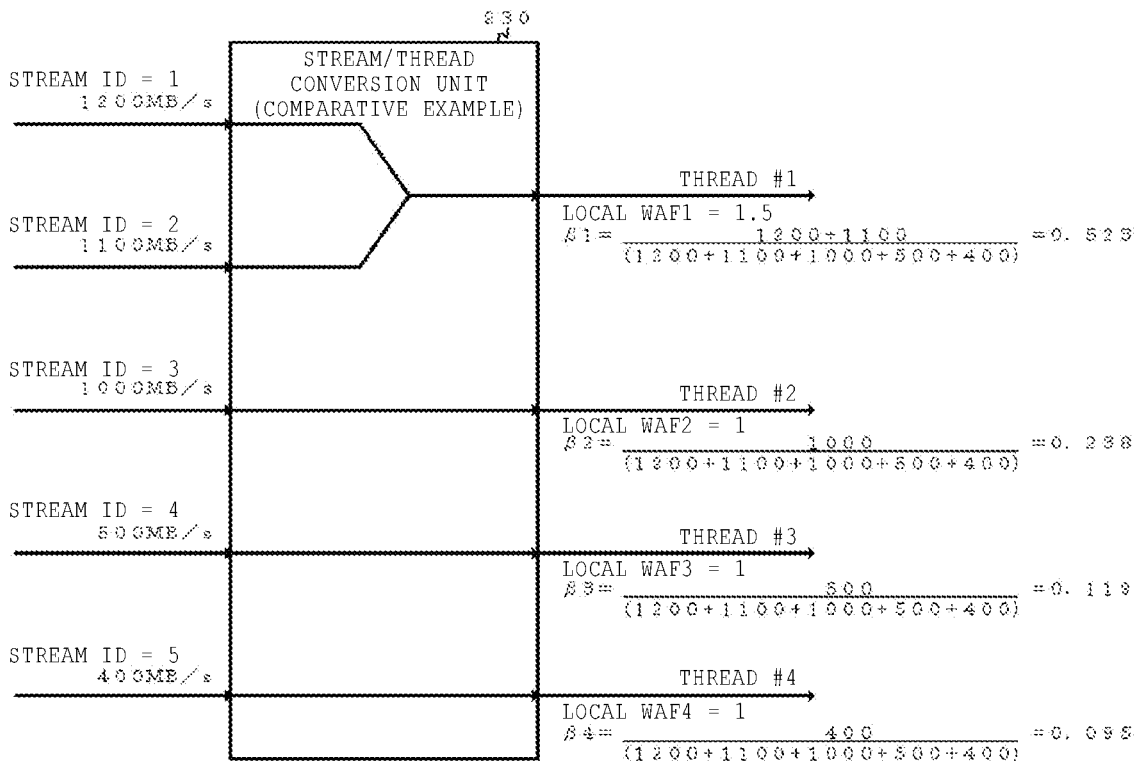 230
STREAM/THREAD
CONVERSION UNIT
(COMPARATIVE EXAMPLE)
STREAM ID = 1
1200MB/s
THREAD #1
LOCAL WAF1 = 1.5
β1= 1200+1100 =
(1200+1100+1000+500+400)
STREAM ID = 2
1100MB/s
STREAM ID = 3
1000MB/s
THREAD #2
LOCAL WAF2 = 1
β2= 1000 =0.238
(1200+1100+1000+500+400)
STREAM ID = 4
500MB/s
THREAD #3
LOCAL WAF3 = 1
β3= 500 =0.119
(1200+1100+1000+500+400)
STREAM ID = 5
400MB/s
THREAD #4
LOCAL WAF4 = 1
β4= 400 =0.095
(1200+1100+1000+500+400)